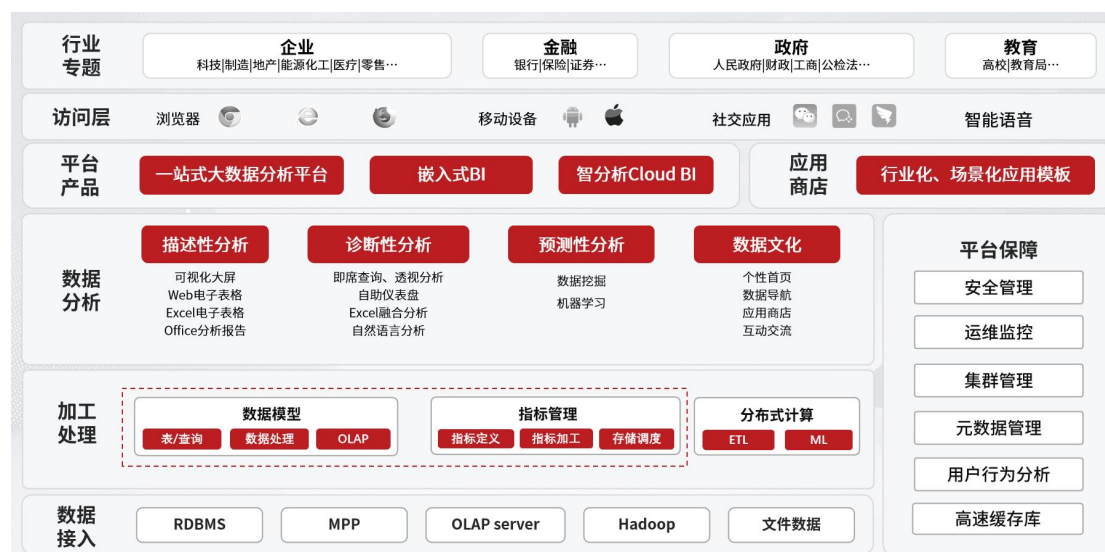 行业
专题
企业
科技|制造|地产|能源化工|医疗|零售…
金融
银行|保险|证券…
政府
人民政府|财政|工商|公检法…
教育
高校|教育局…
访问层
浏览器
移动设备
社交应用
智能语音
平台
产品
一站式大数据分析平台
嵌入式BI
智分析Cloud BI
应用
商店
行业化、场景化应用模板
数据
分析
描述性分析
可视化大屏
Web电子表格
Excel电子表格
Office分析报告
诊断性分析
即席查询、透视分析
自助仪表盘
Excel融合分析
自然语言分析
预测性分析
数据挖掘
机器学习
数据文化
个性首页
数据导航
应用商店
互动交流
平台保障
安全管理
运维监控
集群管理
元数据管理
用户行为分析
高速缓存库
加工
处理
数据模型
表/查询
数据处理
OLAP
指标管理
指标定义
指标加工
存储调度
分布式计算
ETL
ML
数据
接入
RDBMS
MPP
OLAP server
Hadoop
文件数据